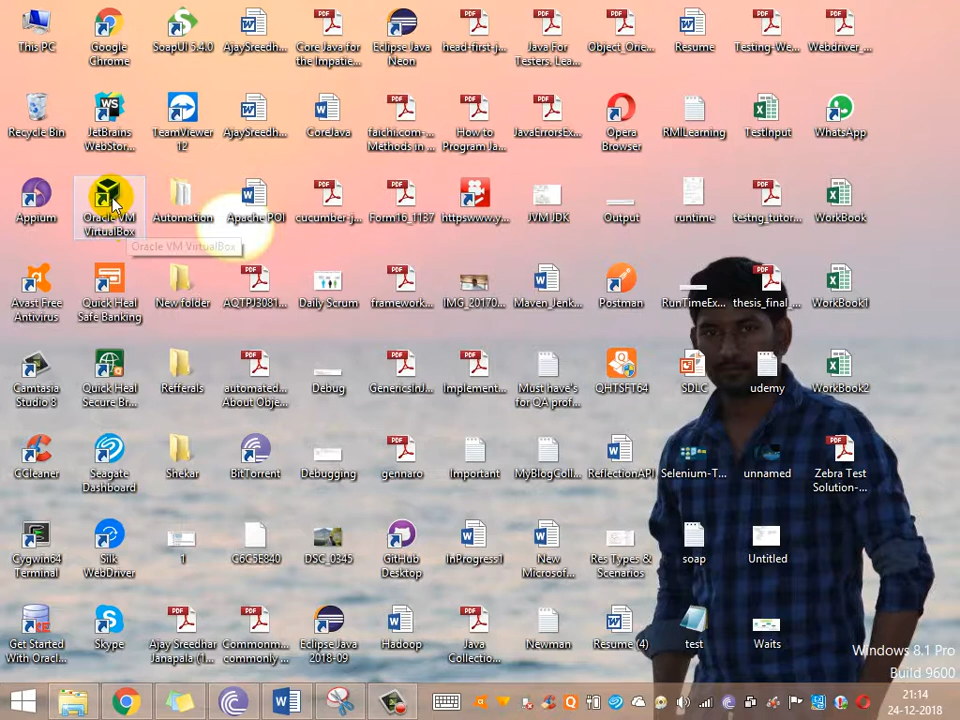 This PC
Google
Chrome
SoapUI 5.4.0
AjaySreedh...
Core Java for
the Impatie...
Eclipse Java
Neon
head-first-j...
Java For
Testers. Lea...
Object_Orie...
Resume
Testing-We...
Webdriver_...
Recycle Bin
JetBrains
WebStor...
TeamViewer
12
AjaySreedh...
CoreJava
faichi.com-...
Methods in ...
How to
Program Ja...
JavaErrorsEx...
Opera
Browser
RMILearning
TestInput
WhatsApp
Appium
Oracle VM
VirtualBox
Automation
Apache POI
cucumber-j...
Form16_1137
httpswww.y...
JVM JDK
Output
runtime
testng_tutor...
WorkBook
Oracle VM VirtualBox
Avast Free
Antivirus
Quick Heal
Safe Banking
New folder
AQTPJ3081...
Daily Scrum
framework...
IMG_20170...
Maven_Jenk...
Postman
RunTimeEx...
thesis_final_...
WorkBook1
Camtasia
Studio 8
Quick Heal
Secure Br...
Refferals
automated...
About Obje...
Debug
GenericsinJ...
Implement...
Must have's
for QA prof...
QHTSFT64
SDLC
udemy
WorkBook2
CCleaner
Seagate
Dashboard
Shekar
BitTorrent
Debugging
gennaro
Important
MyBlogColl...
ReflectionAPI
Selenium-T...
unnamed
Zebra Test
Solution-...
Cygwin64
Terminal
Silk
WebDriver
1
C6C5E840
DSC_0345
GitHub
Desktop
InProgress1
New
Microsof...
Res Types &
Scenarios
soap
Untitled
Get Started
With Oracl...
Skype
Ajay Sreedhar
Janapala (1...
Commonm...
commonly ...
Eclipse Java
2018-09
Hadoop
Java
Collectio...
Newman
Resume (4)
test
Waits
Windows 8.1 Pro
Build 9600
21:14
24-12-2018